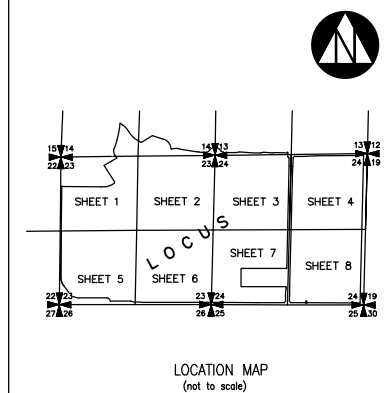 N
15 14 14 13 13 12
22 23 23 24 24 19
SHEET 1 SHEET 2 SHEET 3 SHEET 4
LOCUS
SHEET 5 SHEET 6 SHEET 7 SHEET 8
22 23 23 24 24 19
27 26 26 25 25 30
LOCATION MAP
(not to scale)